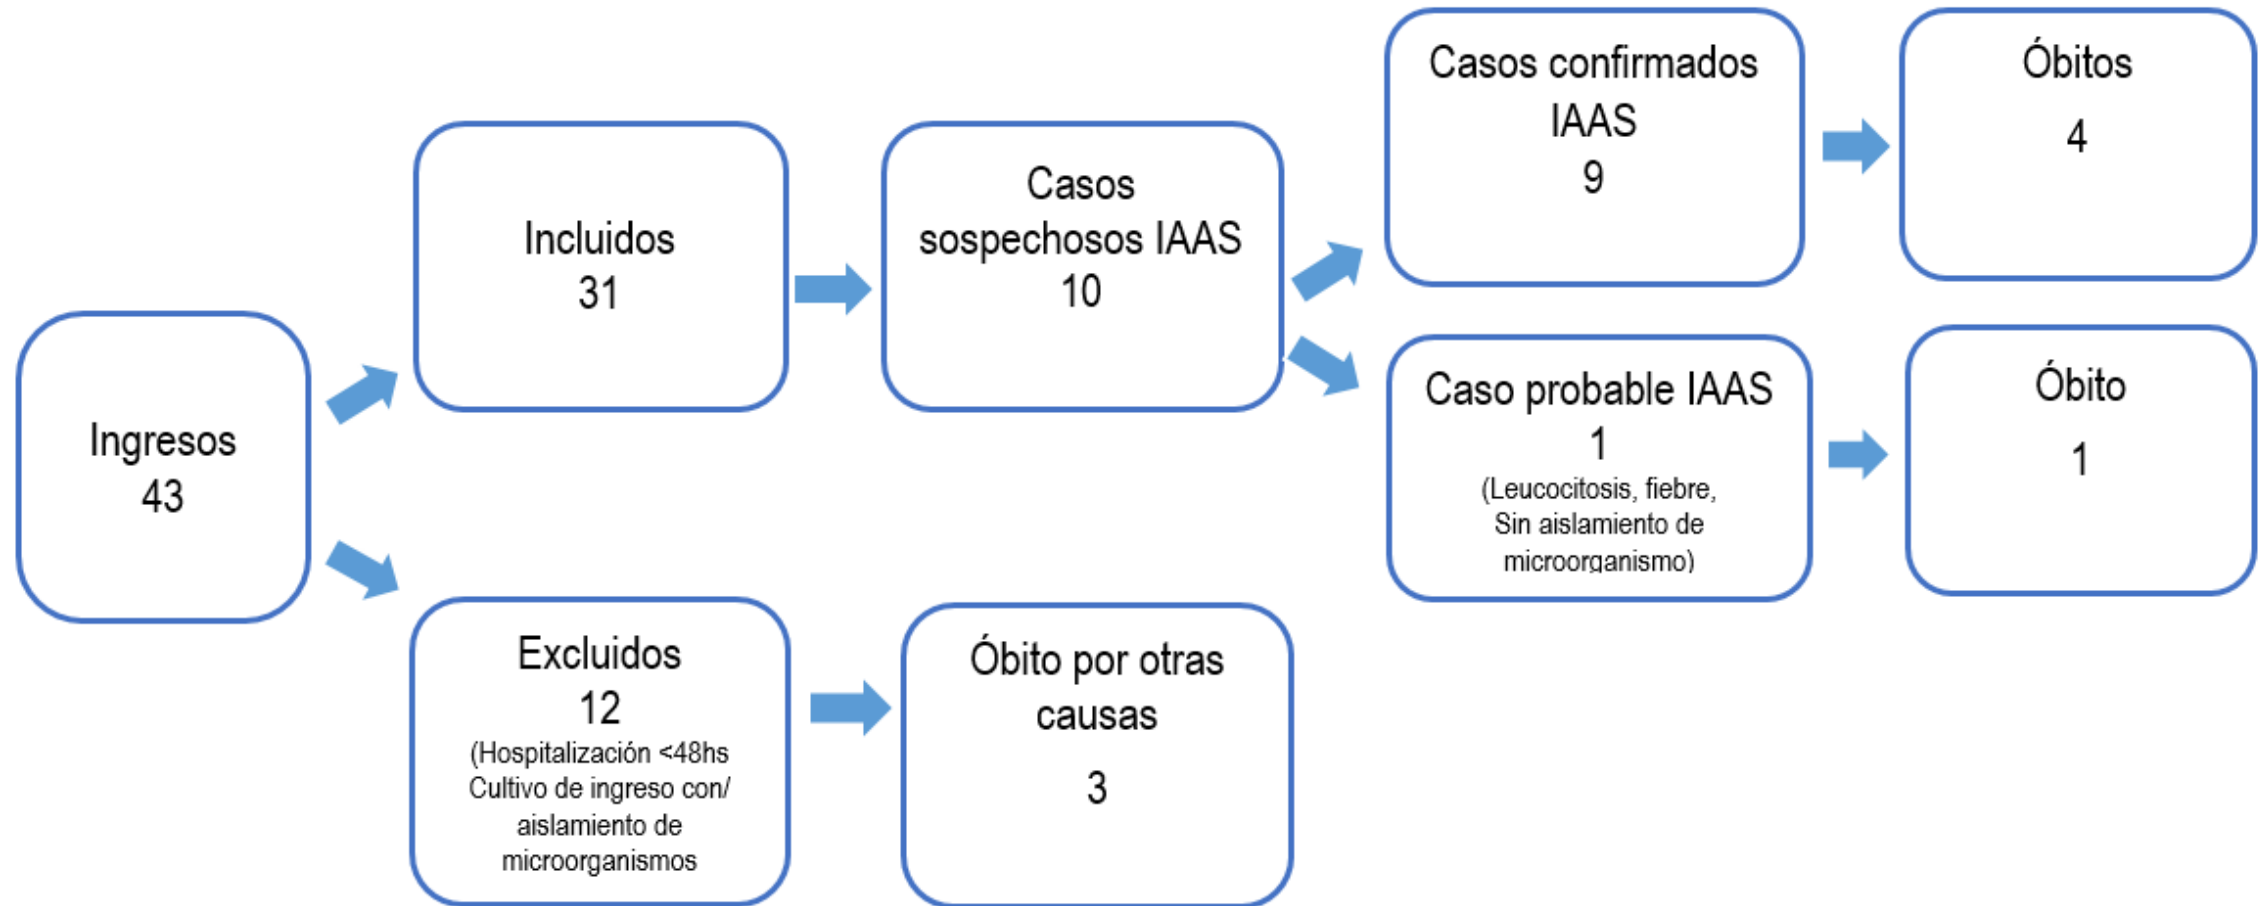 Ingresos
43
Incluidos
31
Casos
sospechosos IAAS
10
Casos confirmados
IAAS
9
Óbitos
4
Caso probable IAAS
1
(Leucocitosis, fiebre,
Sin aislamiento de
microorganismo)
Óbito
1
Excluidos
12
(Hospitalización <48hs
Cultivo de ingreso con/
aislamiento de
microorganismos
Óbito por otras
causas
3